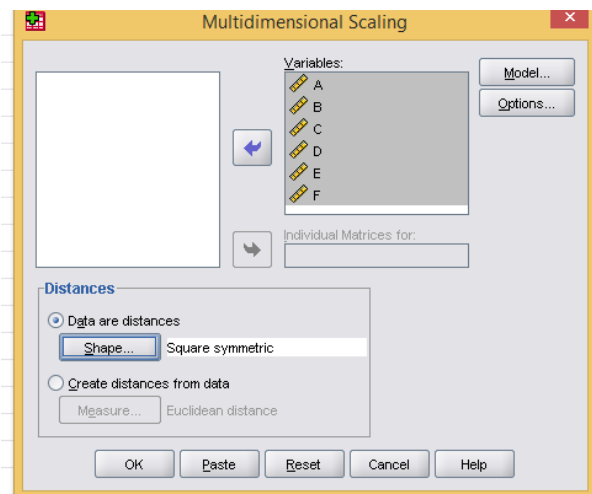 Multidimensional Scaling
Variables:
A
B
C
D
E
F
Model...
Options...
Individual Matrices for:
Distances
Data are distances
Shape...
Square symmetric
Create distances from data
Measure...
Euclidean distance
OK
Paste
Reset
Cancel
Help